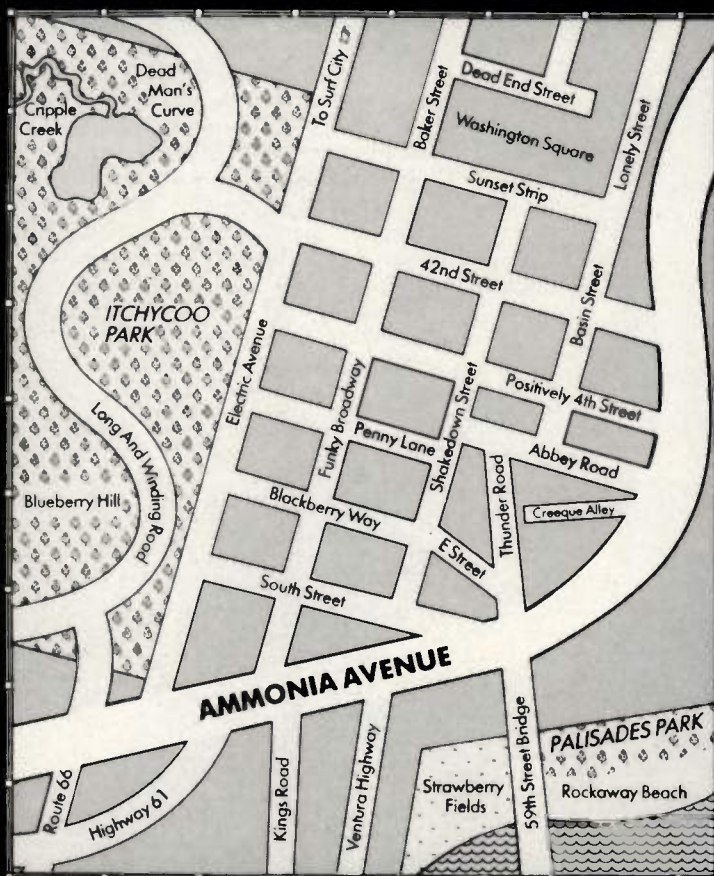 Dead
Man's
Curve
Cripple
Creek
To Surf City
Baker Street
Dead End Street
Washington Square
Lonely Street
Sunset Strip
42nd Street
Basin Street
ITCHYCOO
PARK
Electric Avenue
Funky Broadway
Positively 4th Street
Long And Winding Road
Penny Lane
Shakedown Street
Abbey Road
Blueberry Hill
Blackberry Way
Thunder Road
Creeque Alley
E Street
South Street
AMMONIA AVENUE
Route 66
Highway 61
Kings Road
Ventura Highway
Strawberry
Fields
59th Street Bridge
PALISADES PARK
Rockaway Beach